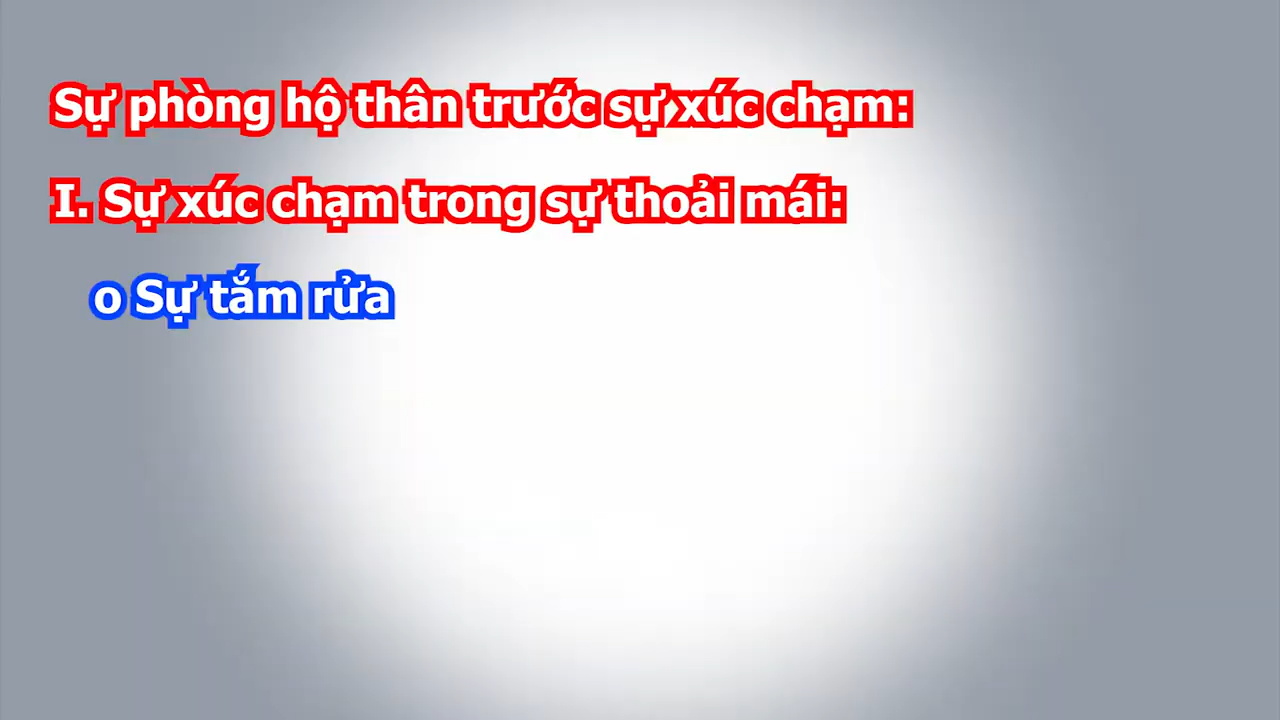 Sự phòng hộ thân trước sự xúc chạm:
I. Sự xúc chạm trong sự thoải mái:
o Sự tắm rửa